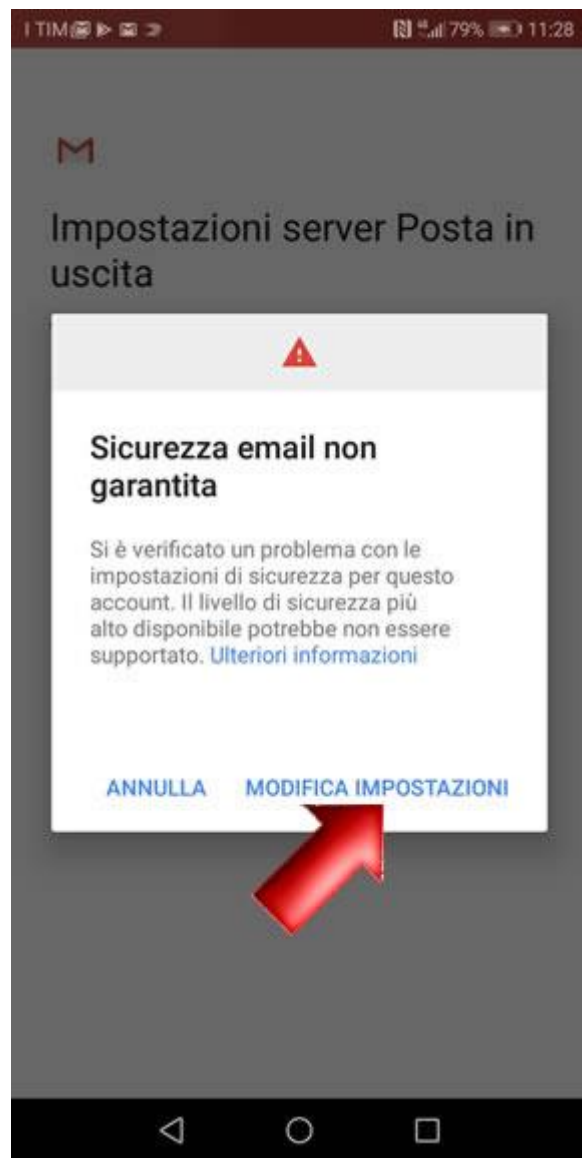 I TIM 79% 11:28
Impostazioni server Posta in
uscita
Sicurezza email non
garantita
Si è verificato un problema con le
impostazioni di sicurezza per questo
account. Il livello di sicurezza più
alto disponibile potrebbe non essere
supportato. Ulteriori informazioni
ANNULLA MODIFICA IMPOSTAZIONI